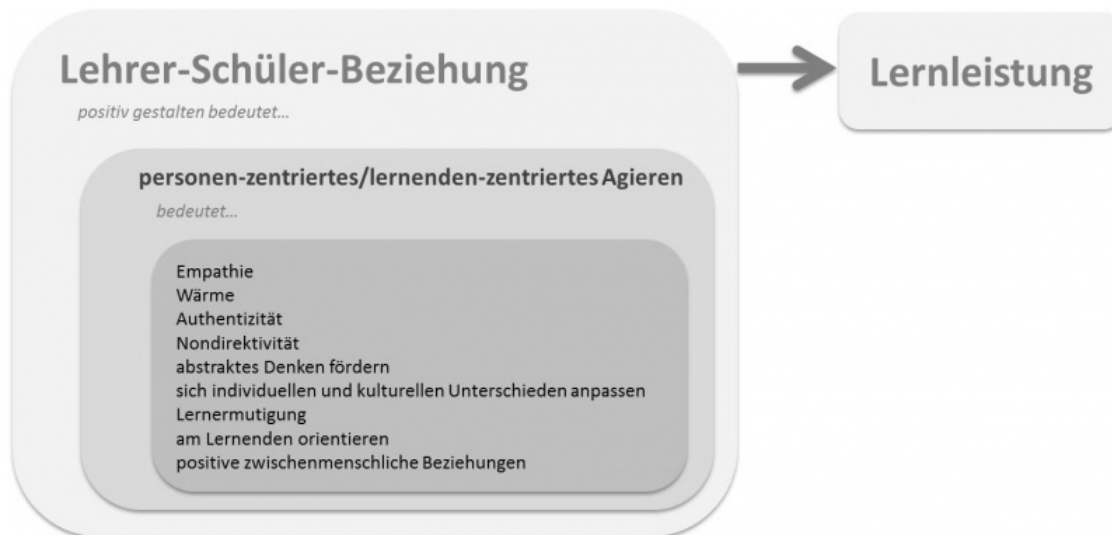 Lehrer-Schüler-Beziehung
positiv gestalten bedeutet...
personen-zentriertes/lernenden-zentriertes Agieren
bedeutet...
Empathie
Wärme
Authentizität
Nondirektivität
abstraktes Denken fördern
sich individuellen und kulturellen Unterschieden anpassen
Lernermutigung
am Lernenden orientieren
positive zwischenmenschliche Beziehungen
Lernleistung